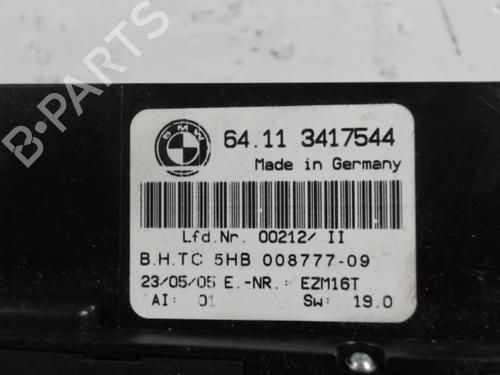 BMW
64.11 3417544
Made in Germany
Lfd.Nr. 00212/ II
B.H.TC 5HB 008777-09
23/05/05 E.-NR.: EZM16T
AI: 01 Sw: 19.0
B-PARTS